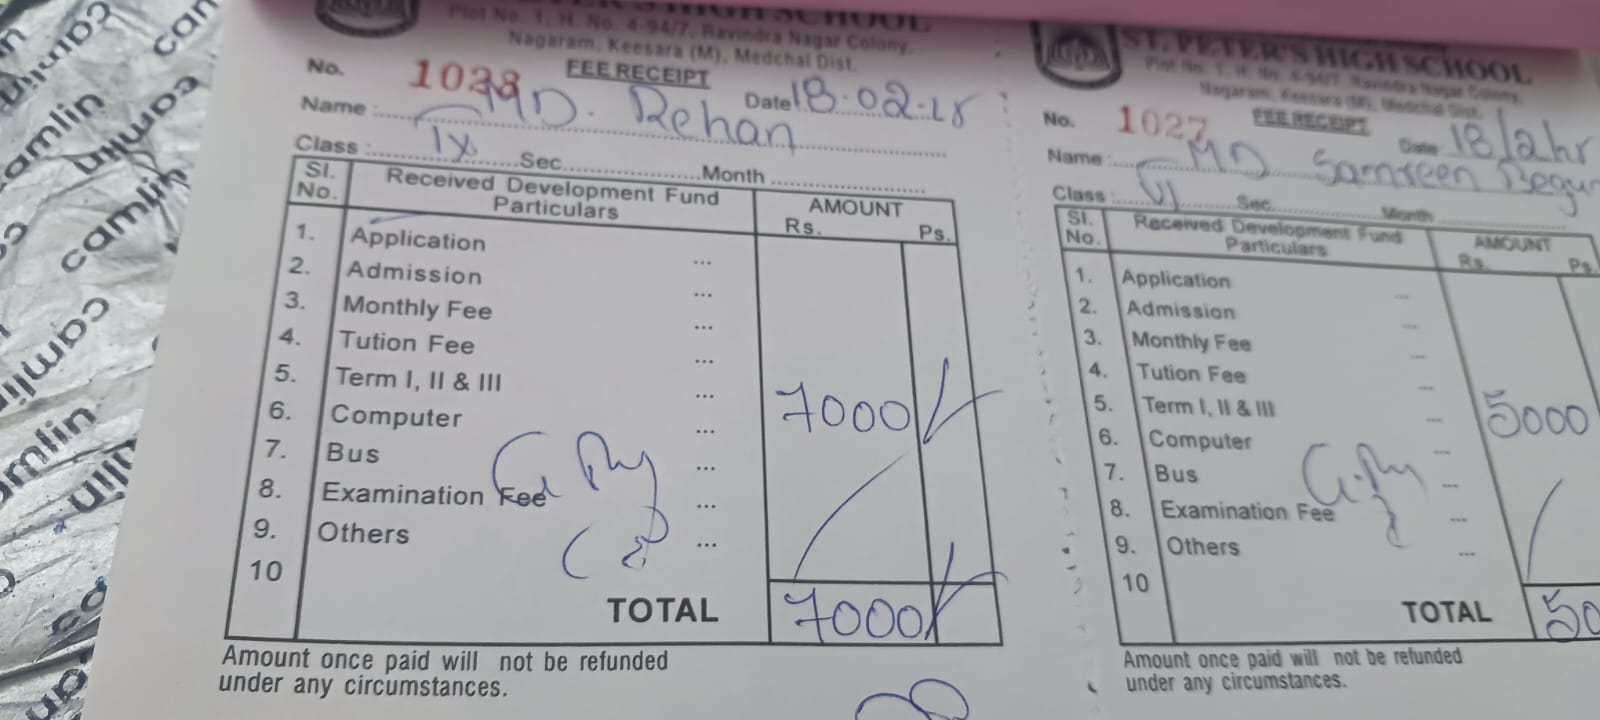 ST. PETER'S HIGH SCHOOL
Plot No. 1, H. No. 4-94/7, Ravindra Nagar Colony,
Nagaram, Keesara (M), Medchal Dist.
FEE RECEIPT
No. 1028
Date 18-02-25
Name : MD. Rehan
Class : IX Sec. Month
Sl. No. Received Development Fund Particulars AMOUNT Rs. Ps.
1. Application ...
2. Admission ...
3. Monthly Fee ...
4. Tution Fee ...
5. Term I, II & III ... 7000/-
6. Computer ...
7. Bus ...
8. Examination Fee ...
9. Others ...
10
TOTAL 7000/-
Amount once paid will not be refunded
under any circumstances.
ST. PETER'S HIGH SCHOOL
Plot No. 1, H. No. 4-94/7, Ravindra Nagar Colony,
Nagaram, Keesara (M), Medchal Dist.
FEE RECEIPT
No. 1027
Date 18/2/25
Name : MD Samreen Begum
Class : VI Sec. Month
Sl. No. Received Development Fund Particulars AMOUNT Rs. Ps.
1. Application ...
2. Admission ...
3. Monthly Fee ...
4. Tution Fee ...
5. Term I, II & III ... 5000
6. Computer ...
7. Bus ...
8. Examination Fee ...
9. Others ...
10
TOTAL 50
Amount once paid will not be refunded
under any circumstances.
camlin
camlin
camlin
camlin
camlin
camlin